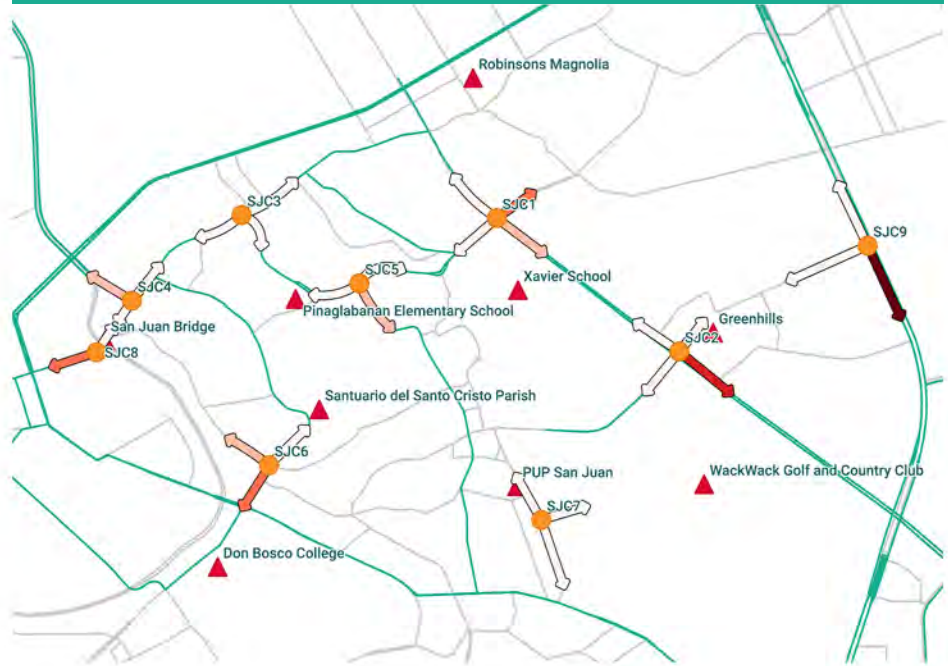 Robinsons Magnolia
SJC3
SJC1
SJC9
SJC5
Xavier School
SJC4
Pinaglabanan Elementary School
San Juan Bridge
Greenhills
SJC8
SJC2
Santuario del Santo Cristo Parish
SJC6
PUP San Juan
WackWack Golf and Country Club
SJC7
Don Bosco College